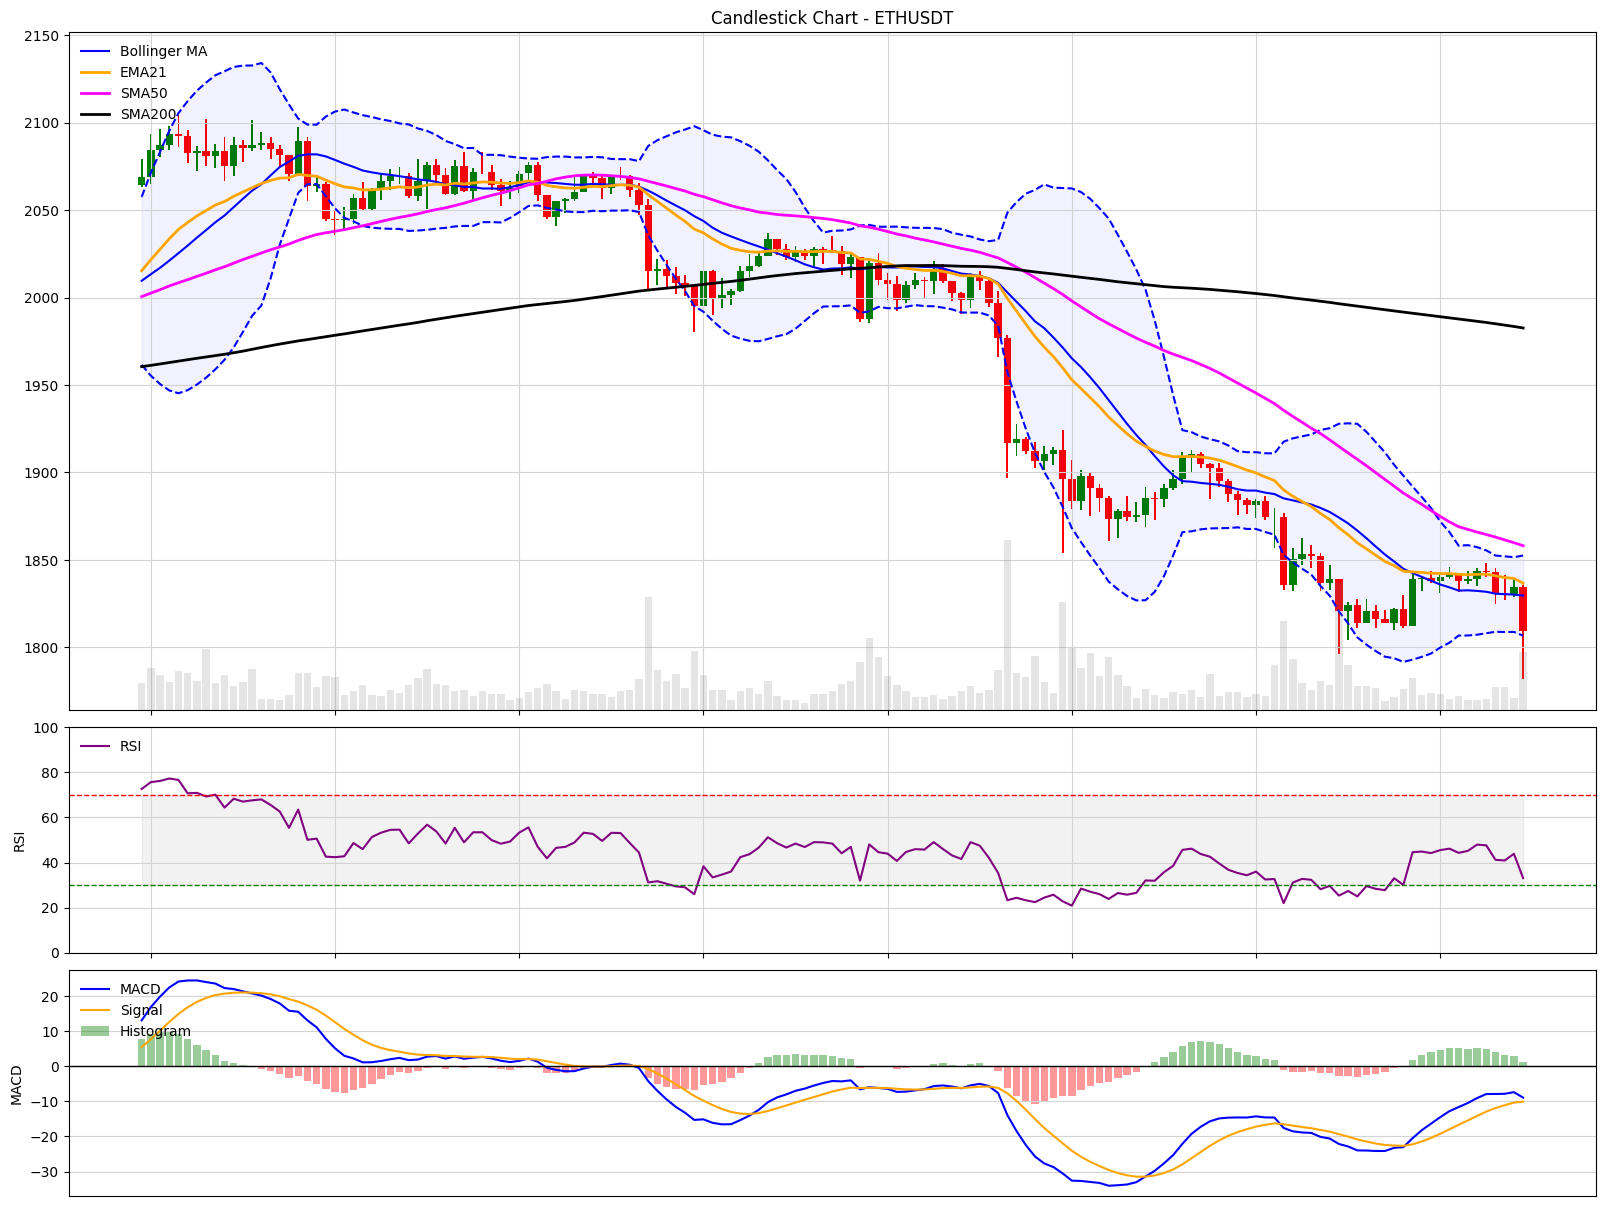 Candlestick Chart - ETHUSDT
2150
2100
2050
2000
1950
1900
1850
1800
Bollinger MA
EMA21
SMA50
SMA200
100
80
60
40
20
0
RSI
RSI
20
10
0
−10
−20
−30
MACD
MACD
Signal
Histogram